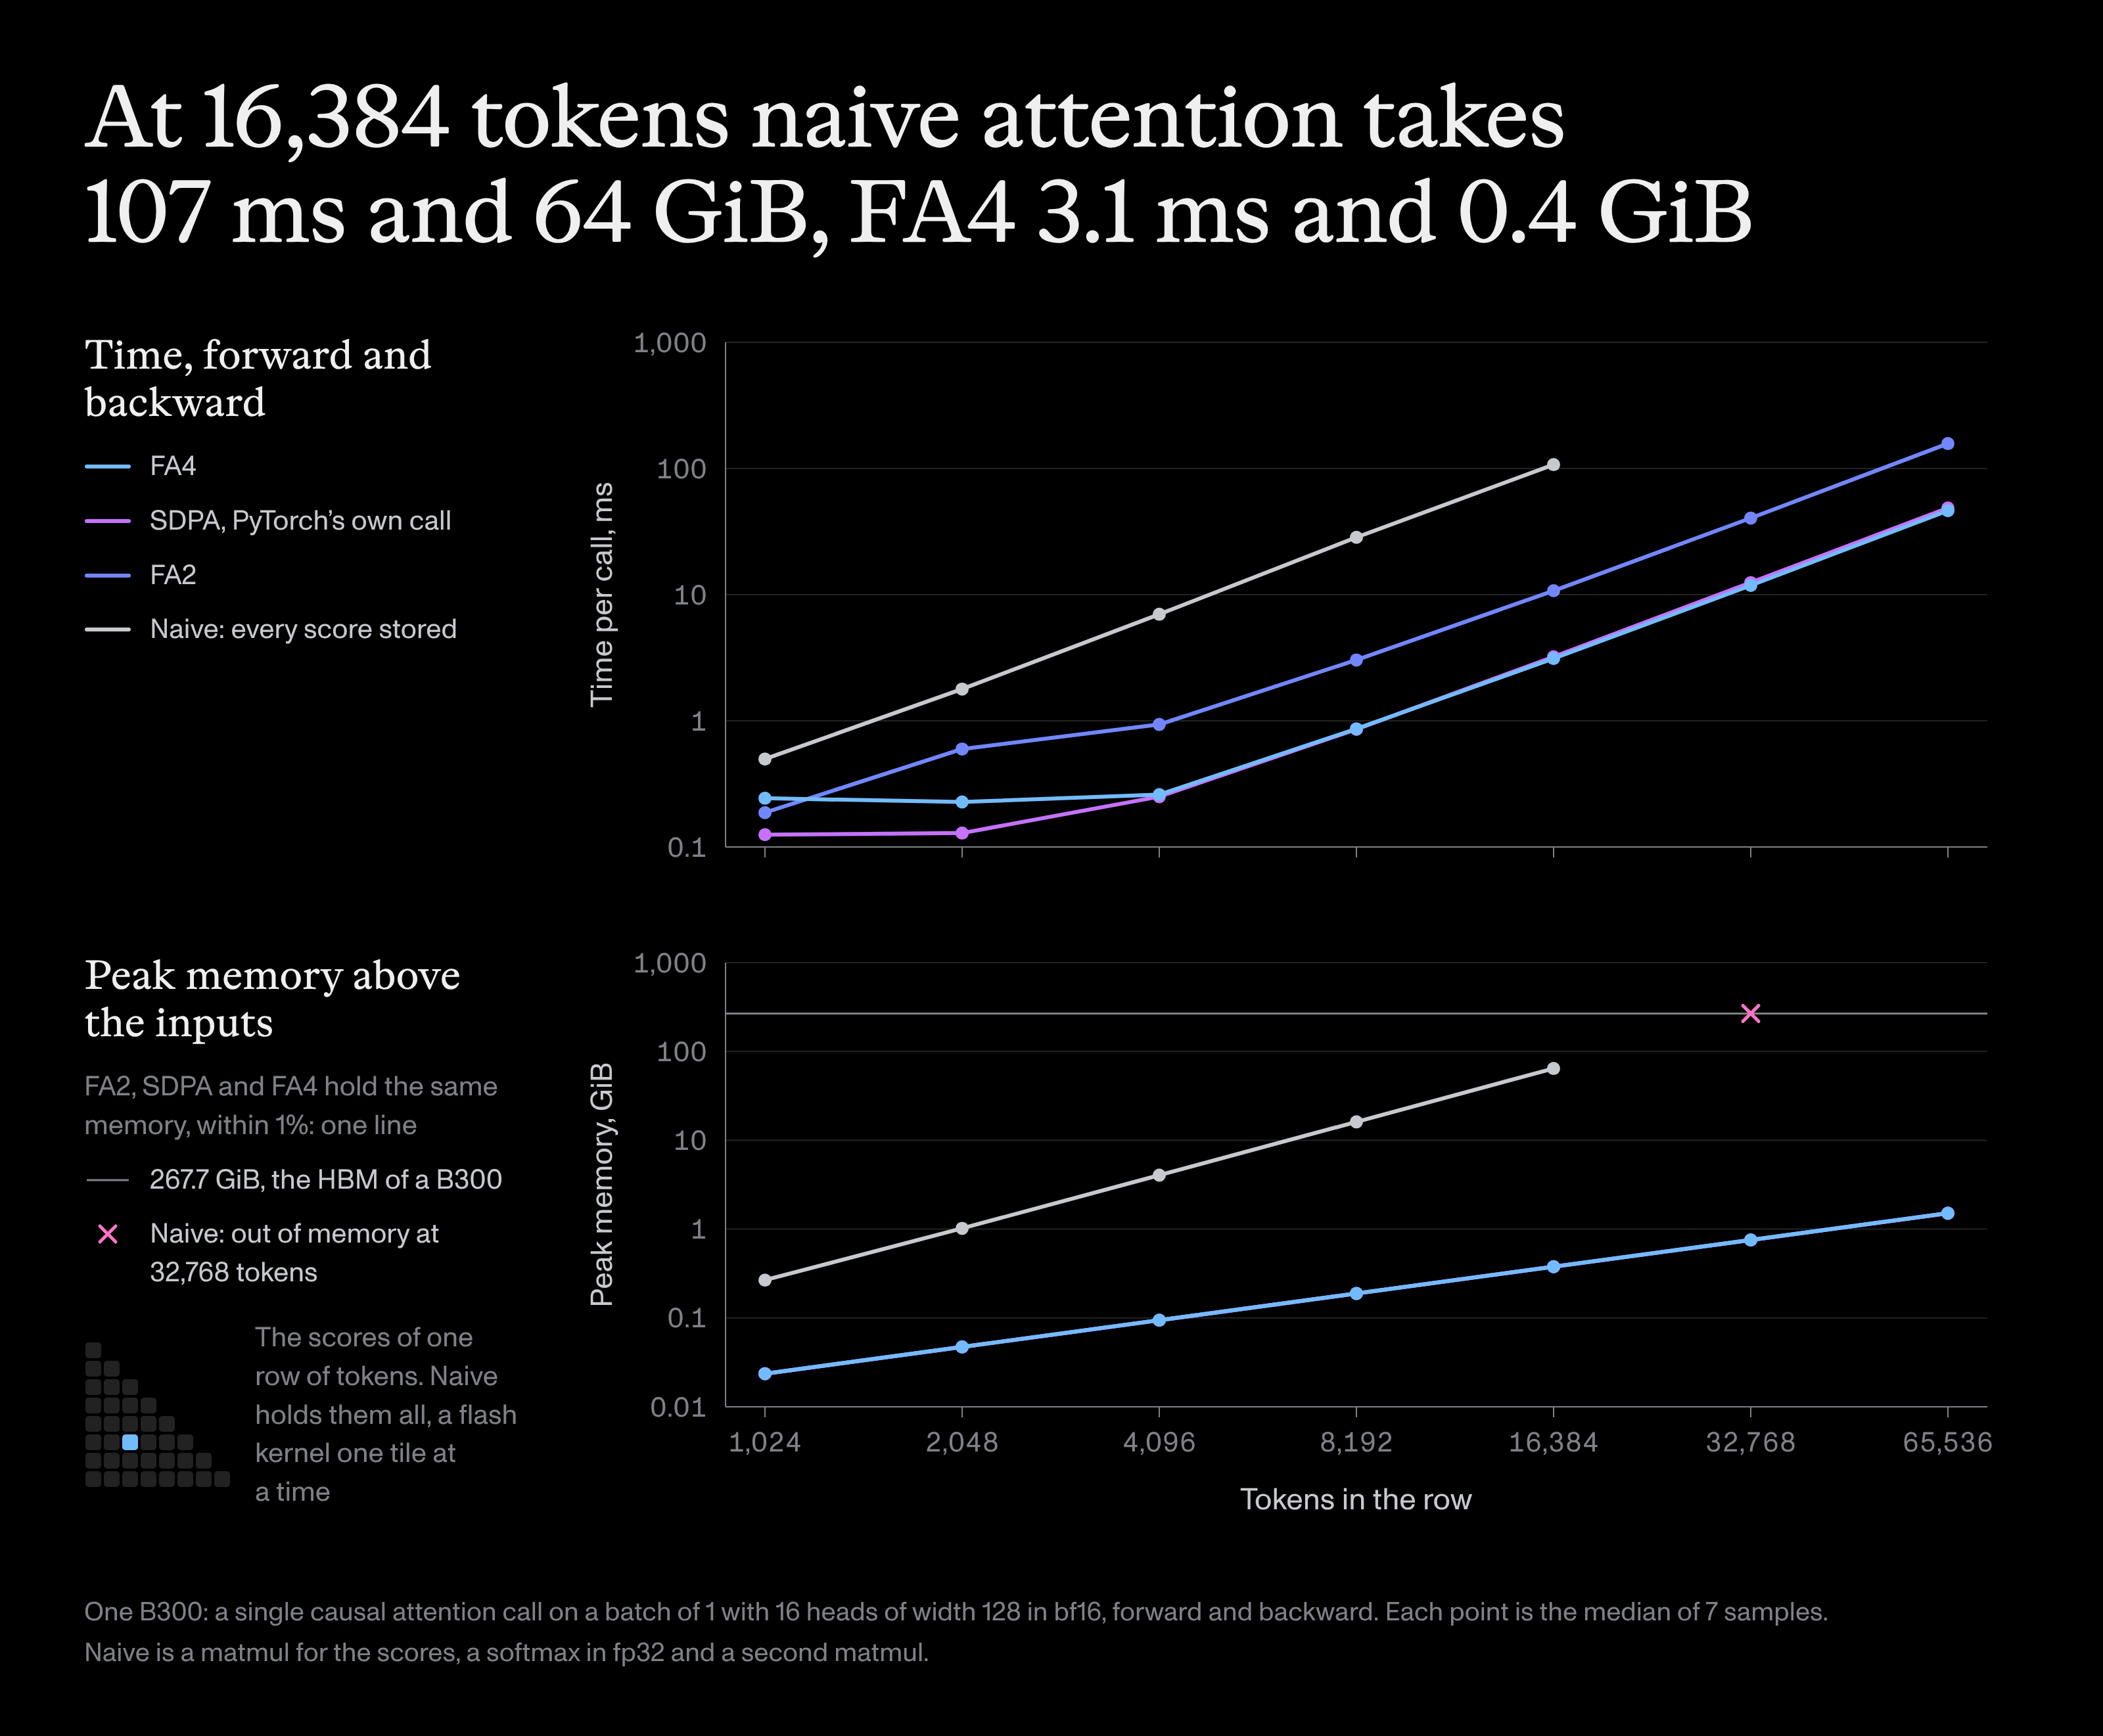 At 16,384 tokens naive attention takes
107 ms and 64 GiB, FA4 3.1 ms and 0.4 GiB
Time, forward and
backward
FA4
SDPA, PyTorch’s own call
FA2
Naive: every score stored
Time per call, ms
1,000
100
10
1
0.1
Peak memory above
the inputs
FA2, SDPA and FA4 hold the same
memory, within 1%: one line
267.7 GiB, the HBM of a B300
Naive: out of memory at
32,768 tokens
The scores of one
row of tokens. Naive
holds them all, a flash
kernel one tile at
a time
Peak memory, GiB
1,000
100
10
1
0.1
0.01
1,024 2,048 4,096 8,192 16,384 32,768 65,536
Tokens in the row
One B300: a single causal attention call on a batch of 1 with 16 heads of width 128 in bf16, forward and backward. Each point is the median of 7 samples.
Naive is a matmul for the scores, a softmax in fp32 and a second matmul.